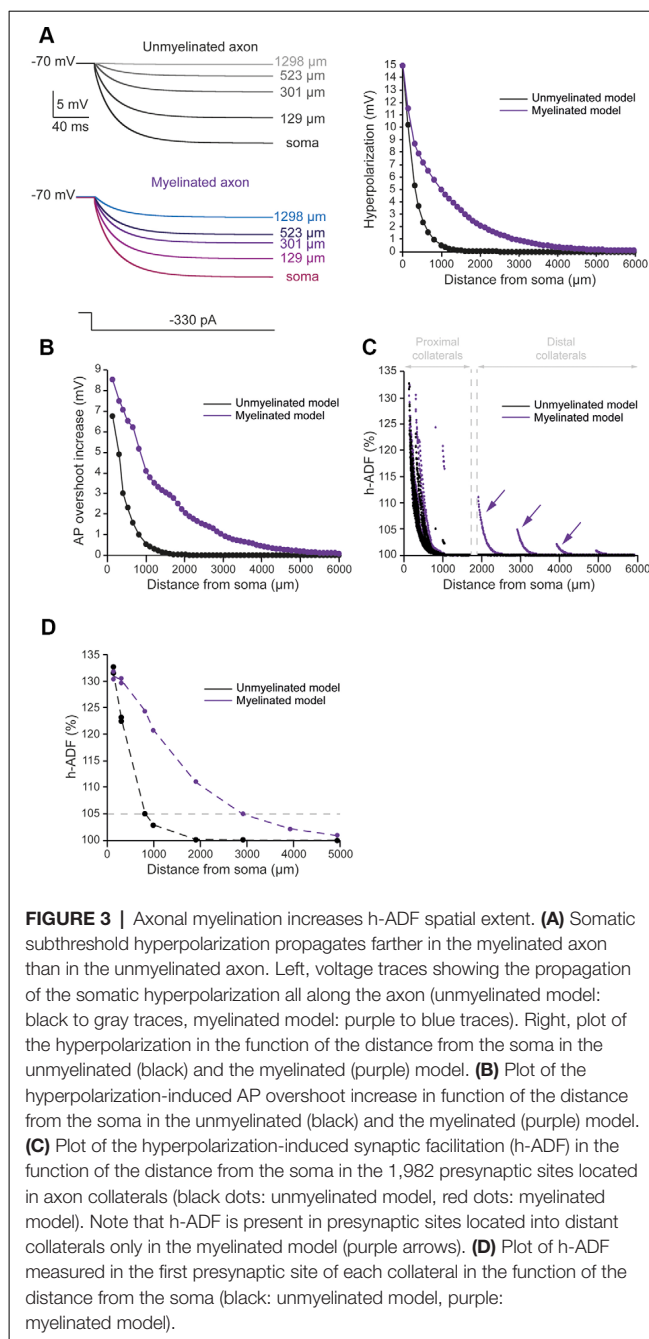 A
Unmyelinated axon
-70 mV
1298 µm
523 µm
301 µm
129 µm
soma
5 mV
40 ms
Myelinated axon
-70 mV
1298 µm
523 µm
301 µm
129 µm
soma
-330 pA
Hyperpolarization (mV)
15
14
13
12
11
10
9
8
7
6
5
4
3
2
1
0
Unmyelinated model
Myelinated model
0 1000 2000 3000 4000 5000 6000
Distance from soma (µm)
B
AP overshoot increase (mV)
9
8
7
6
5
4
3
2
1
0
Unmyelinated model
Myelinated model
0 1000 2000 3000 4000 5000 6000
Distance from soma (µm)
C
Proximal
collaterals
Distal
collaterals
h-ADF (%)
135
130
125
120
115
110
105
100
Unmyelinated model
Myelinated model
0 1000 2000 3000 4000 5000 6000
Distance from soma (µm)
D
h-ADF (%)
135
130
125
120
115
110
105
100
Unmyelinated model
Myelinated model
0 1000 2000 3000 4000 5000
Distance from soma (µm)
FIGURE 3 | Axonal myelination increases h-ADF spatial extent. (A) Somatic
subthreshold hyperpolarization propagates farther in the myelinated axon
than in the unmyelinated axon. Left, voltage traces showing the propagation
of the somatic hyperpolarization all along the axon (unmyelinated model:
black to gray traces, myelinated model: purple to blue traces). Right, plot of
the hyperpolarization in the function of the distance from the soma in the
unmyelinated (black) and the myelinated (purple) model. (B) Plot of the
hyperpolarization-induced AP overshoot increase in function of the distance
from the soma in the unmyelinated (black) and the myelinated (purple) model.
(C) Plot of the hyperpolarization-induced synaptic facilitation (h-ADF) in the
function of the distance from the soma in the 1,982 presynaptic sites located
in axon collaterals (black dots: unmyelinated model, red dots: myelinated
model). Note that h-ADF is present in presynaptic sites located into distant
collaterals only in the myelinated model (purple arrows). (D) Plot of h-ADF
measured in the first presynaptic site of each collateral in the function of the
distance from the soma (black: unmyelinated model, purple:
myelinated model).